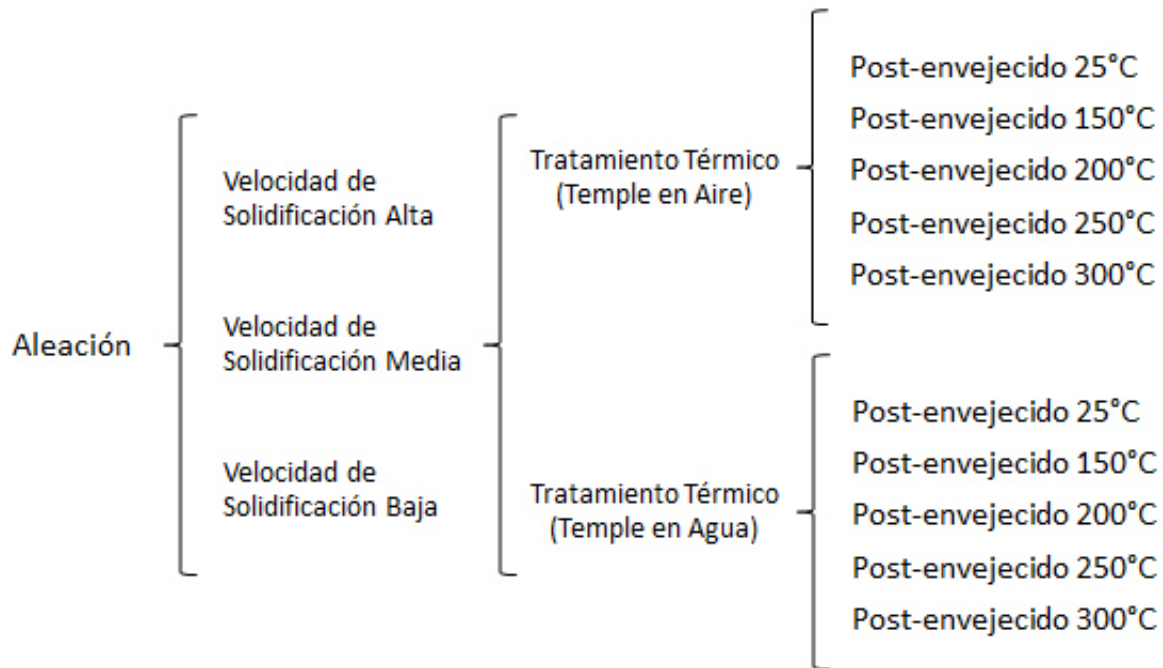 Aleación
Velocidad de
Solidificación Alta
Velocidad de
Solidificación Media
Velocidad de
Solidificación Baja
Tratamiento Térmico
(Temple en Aire)
Post-envejecido 25°C
Post-envejecido 150°C
Post-envejecido 200°C
Post-envejecido 250°C
Post-envejecido 300°C
Tratamiento Térmico
(Temple en Agua)
Post-envejecido 25°C
Post-envejecido 150°C
Post-envejecido 200°C
Post-envejecido 250°C
Post-envejecido 300°C